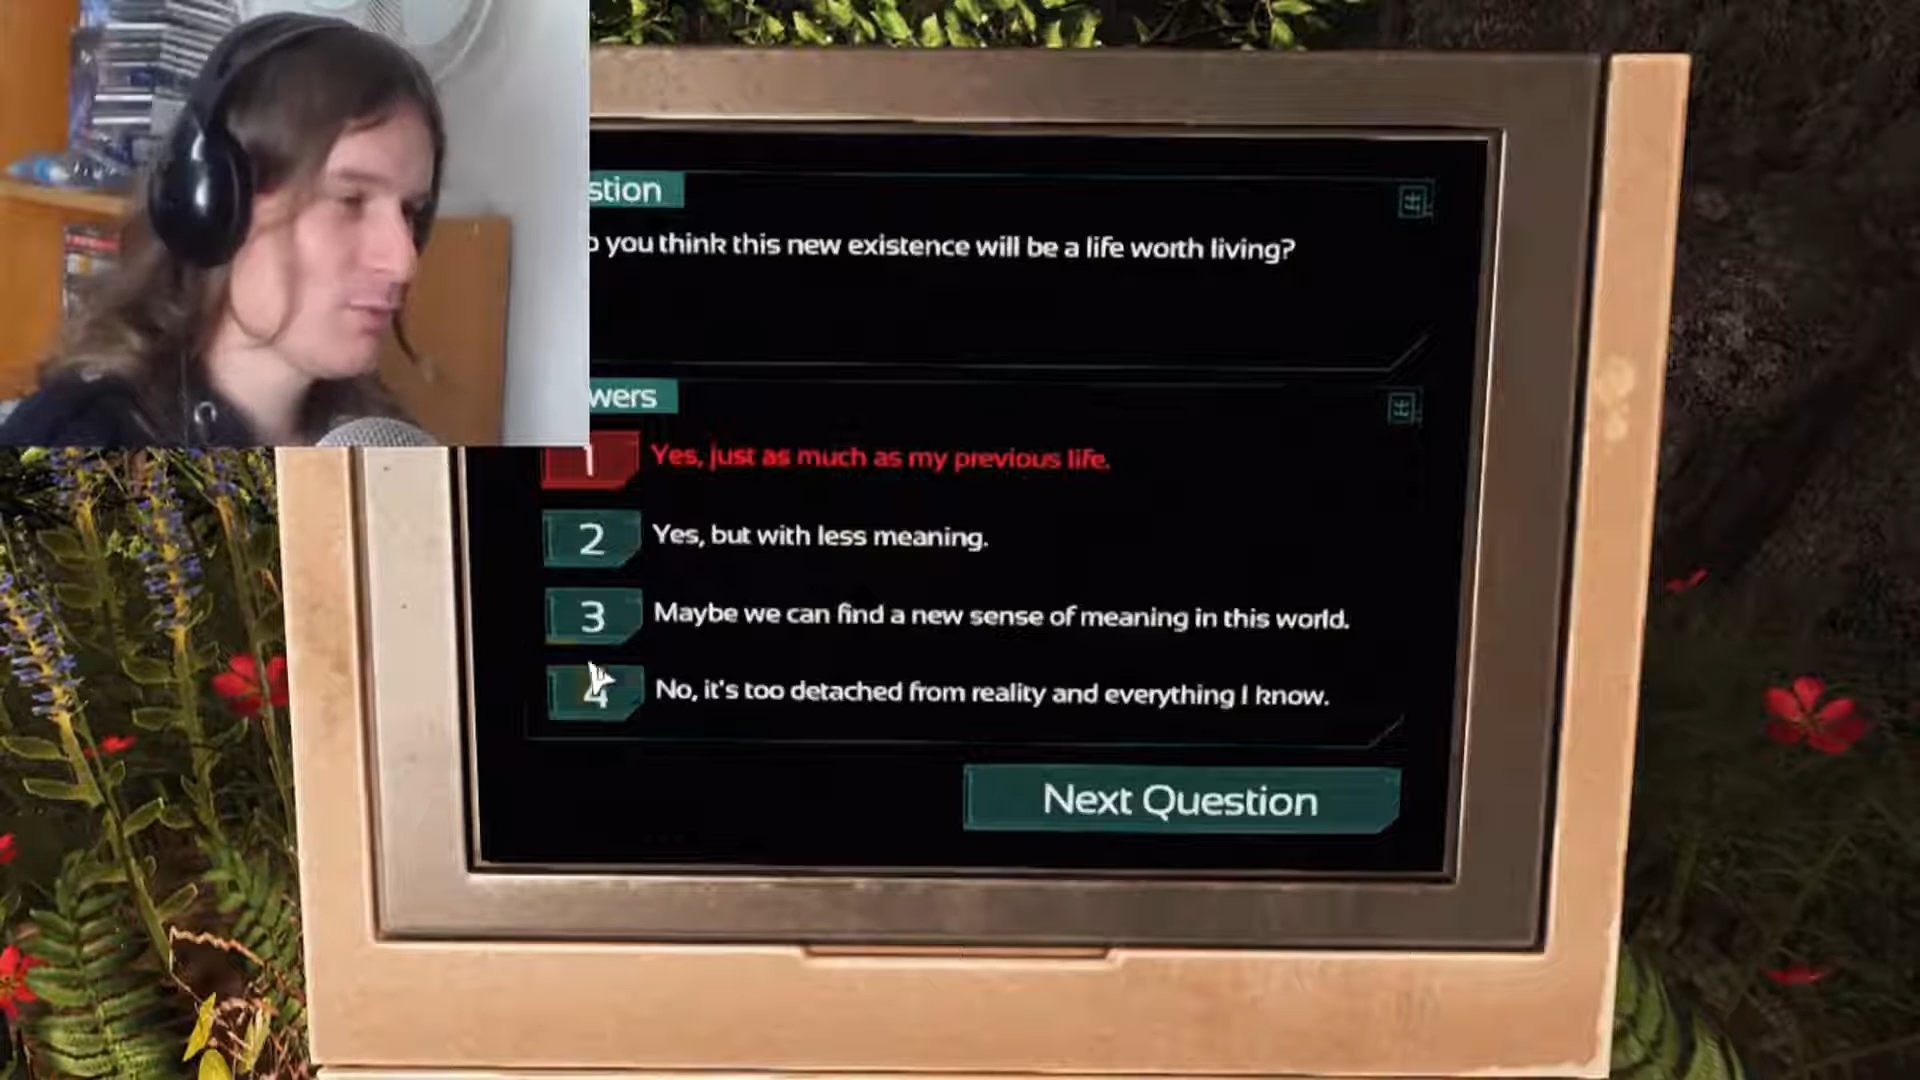 stion
you think this new existence will be a life worth living?
wers
1 Yes, just as much as my previous life.
2 Yes, but with less meaning.
3 Maybe we can find a new sense of meaning in this world.
4 No, it's too detached from reality and everything I know.
Next Question